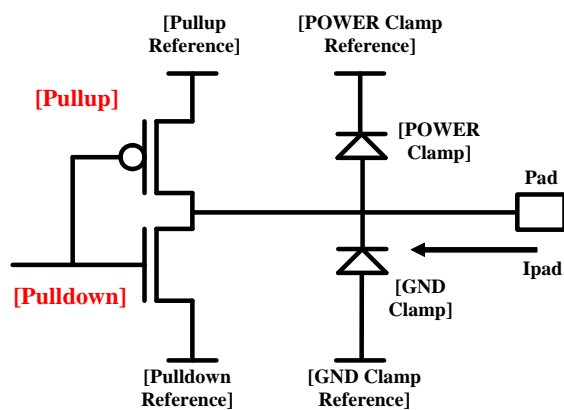 [Pullup
Reference]
[POWER Clamp
Reference]
[Pullup]
[POWER
Clamp]
Pad
Ipad
[Pulldown]
[GND
Clamp]
[Pulldown
Reference]
[GND Clamp
Reference]